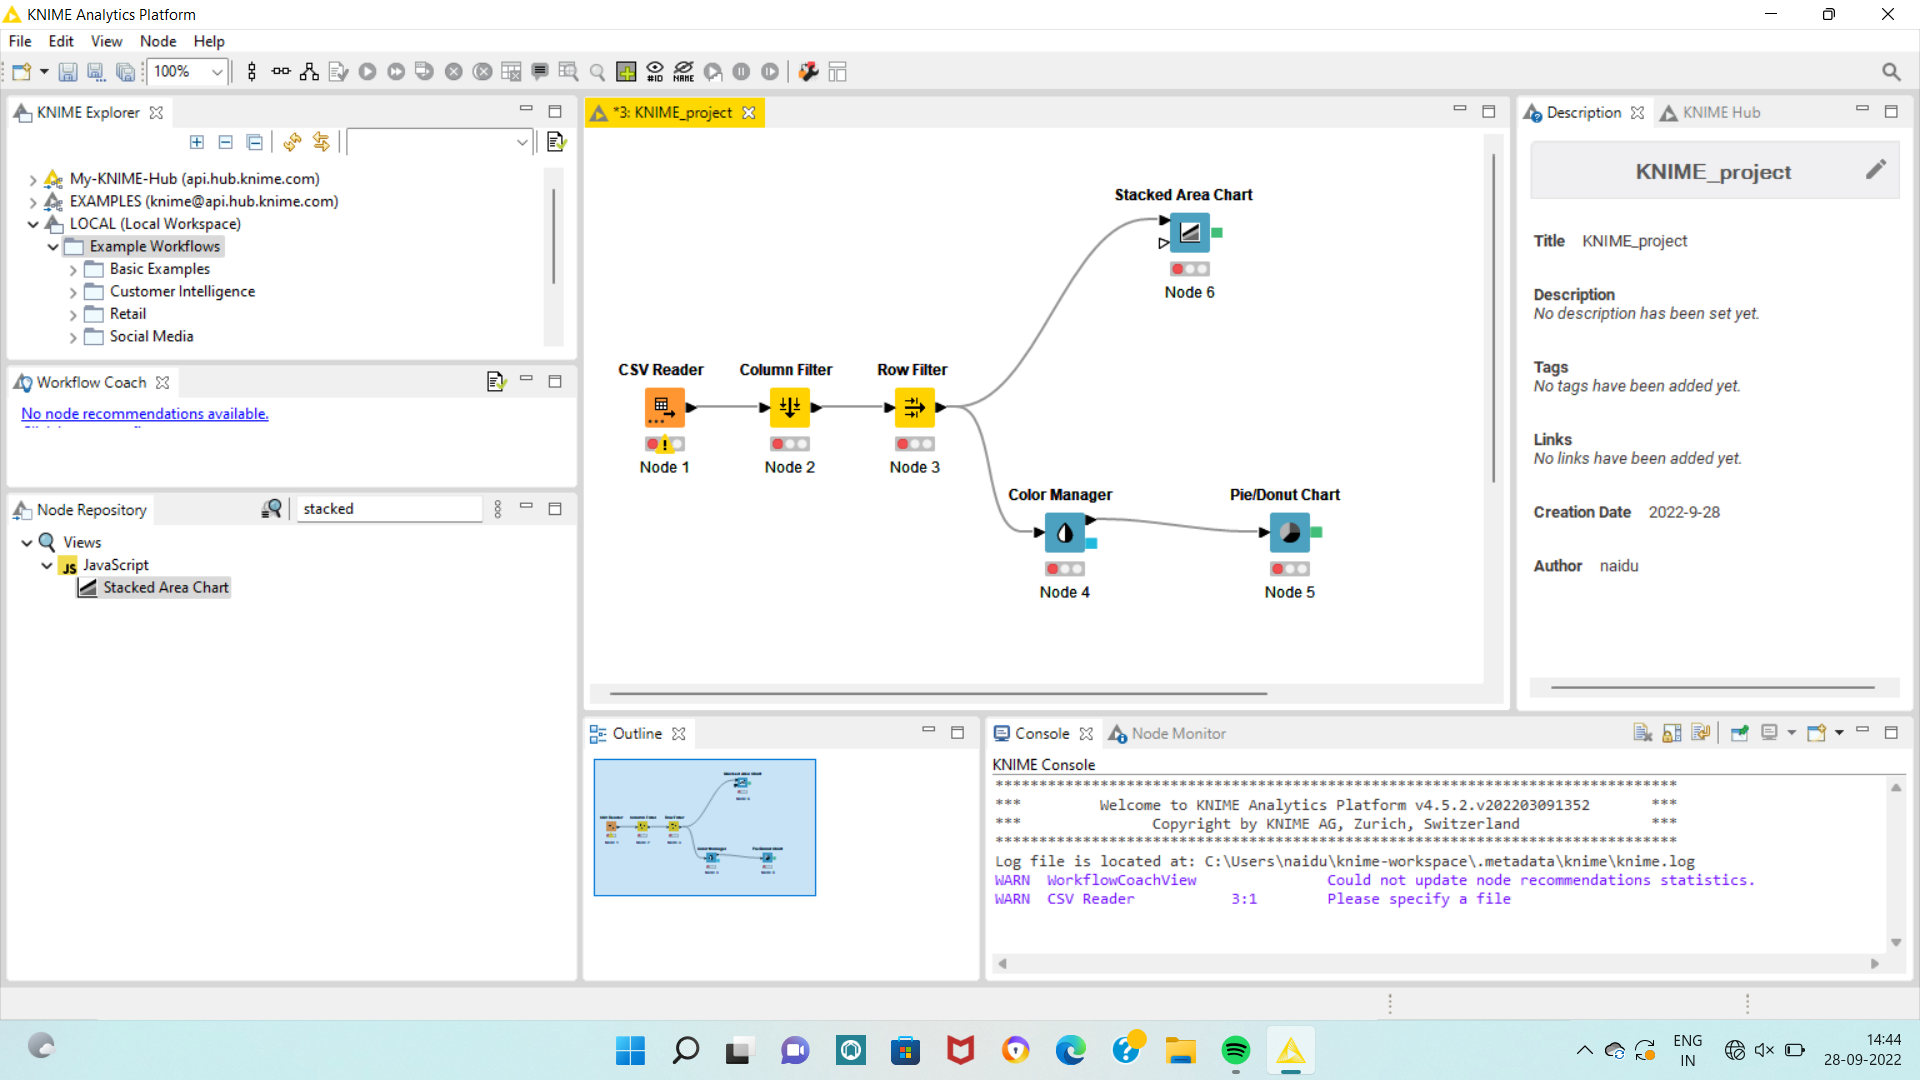 KNIME Analytics Platform
File Edit View Node Help
100%
#ID
NAME
KNIME Explorer
My-KNIME-Hub (api.hub.knime.com)
EXAMPLES (knime@api.hub.knime.com)
LOCAL (Local Workspace)
Example Workflows
Basic Examples
Customer Intelligence
Retail
Social Media
Workflow Coach
No node recommendations available.
Node Repository
stacked
Views
JS JavaScript
Stacked Area Chart
*3: KNIME_project
Stacked Area Chart
Node 6
CSV Reader
Column Filter
Row Filter
Node 1
Node 2
Node 3
Color Manager
Pie/Donut Chart
Node 4
Node 5
Description
KNIME Hub
KNIME_project
Title KNIME_project
Description
No description has been set yet.
Tags
No tags have been added yet.
Links
No links have been added yet.
Creation Date 2022-9-28
Author naidu
Outline
Console
Node Monitor
KNIME Console
*****************************************************************************
*** Welcome to KNIME Analytics Platform v4.5.2.v202203091352 ***
*** Copyright by KNIME AG, Zurich, Switzerland ***
*****************************************************************************
Log file is located at: C:\Users\naidu\knime-workspace\.metadata\knime\knime.log
WARN WorkflowCoachView Could not update node recommendations statistics.
WARN CSV Reader 3:1 Please specify a file
ENG
IN
14:44
28-09-2022